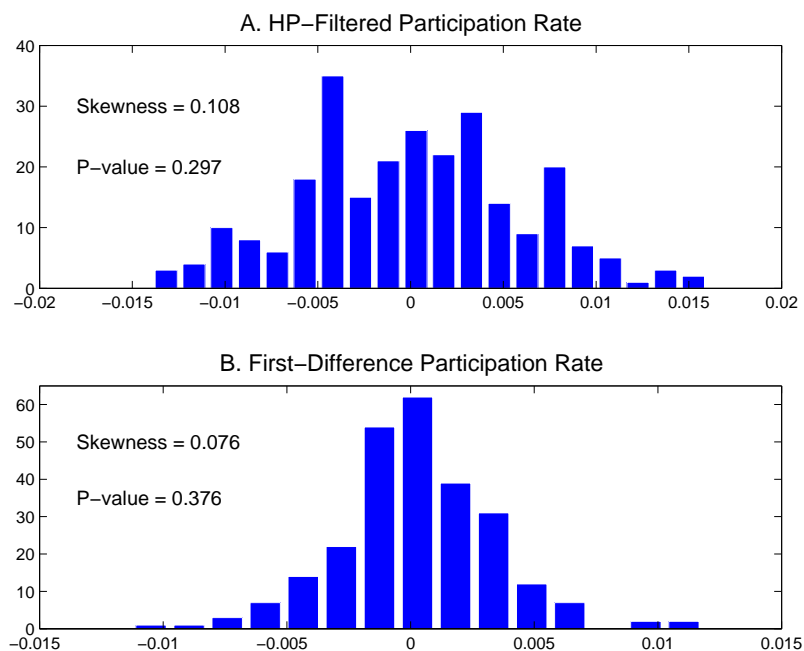 A. HP−Filtered Participation Rate
40
30
20
10
0
Skewness = 0.108
P−value = 0.297
−0.02 −0.015 −0.01 −0.005 0 0.005 0.01 0.015 0.02
B. First−Difference Participation Rate
60
50
40
30
20
10
0
Skewness = 0.076
P−value = 0.376
−0.015 −0.01 −0.005 0 0.005 0.01 0.015